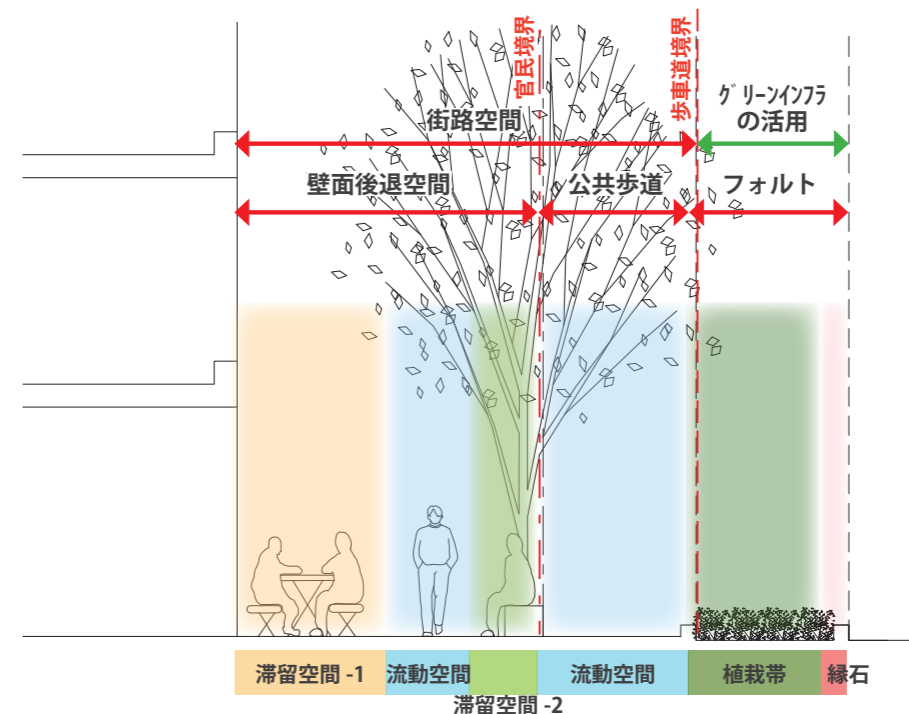 官民境界
歩車道境界
グリーンインフラ
の活用
街路空間
壁面後退空間
公共歩道
フォルト
滞留空間 -1
流動空間
滞留空間 -2
流動空間
植栽帯
縁石